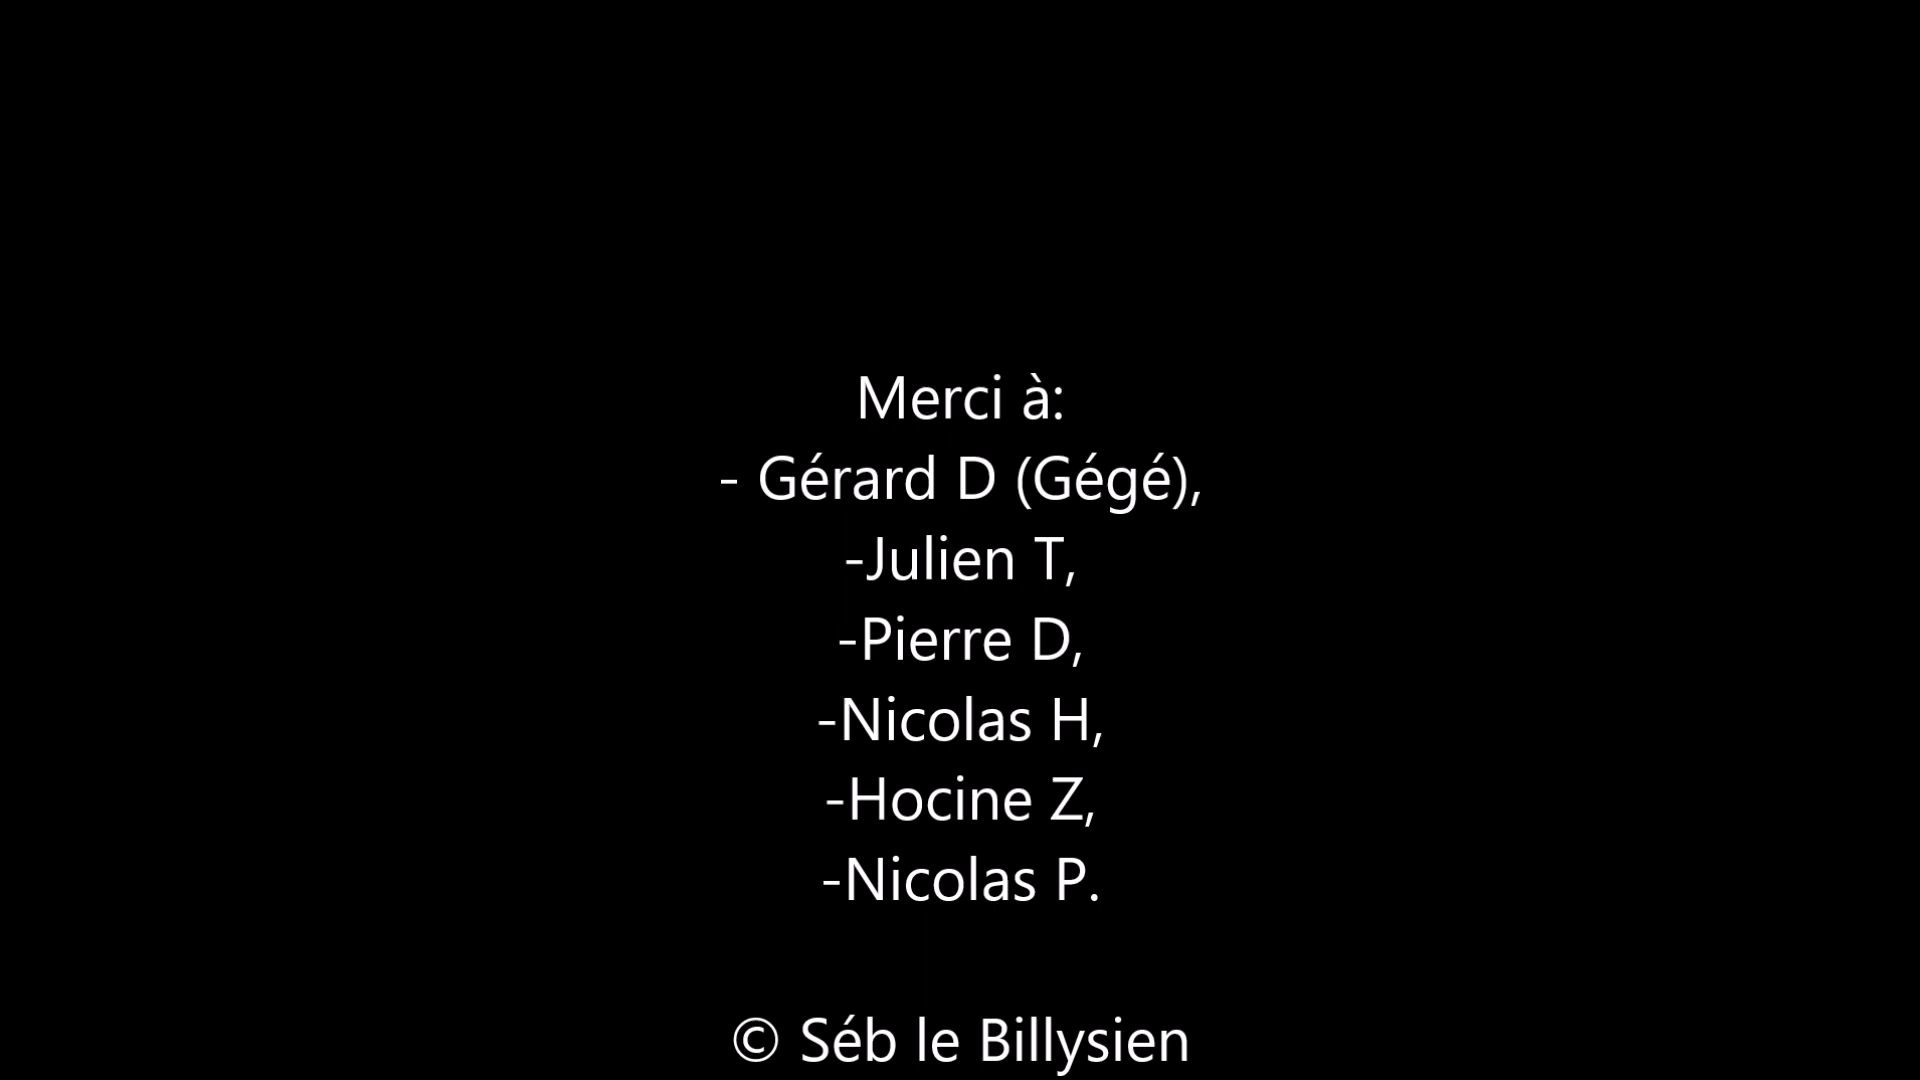 Merci à:
- Gérard D (Gégé),
-Julien T,
-Pierre D,
-Nicolas H,
-Hocine Z,
-Nicolas P.
© Séb le Billysien